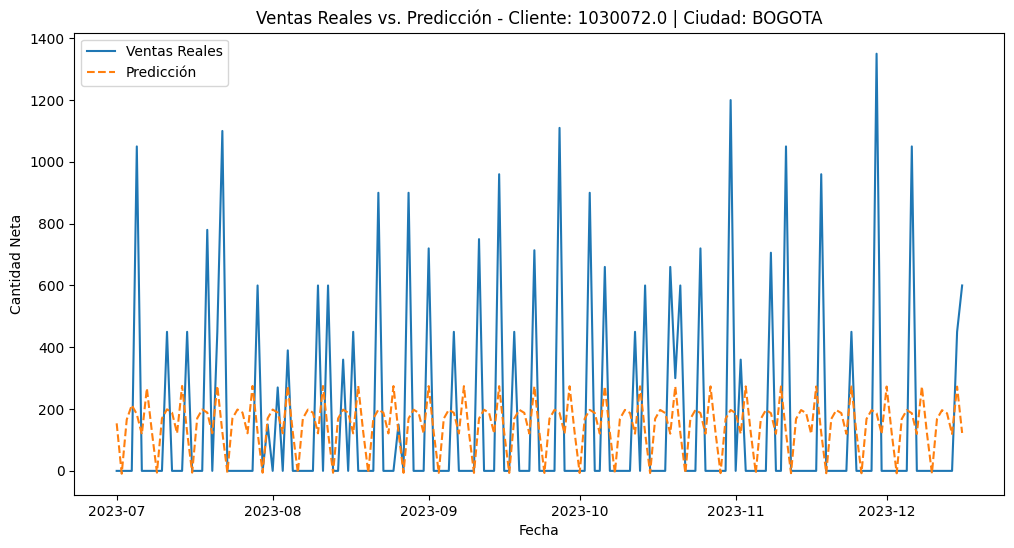 Ventas Reales vs. Predicción - Cliente: 1030072.0 | Ciudad: BOGOTA
Ventas Reales
Predicción
Cantidad Neta
1400
1200
1000
800
600
400
200
0
2023-07
2023-08
2023-09
2023-10
2023-11
2023-12
Fecha